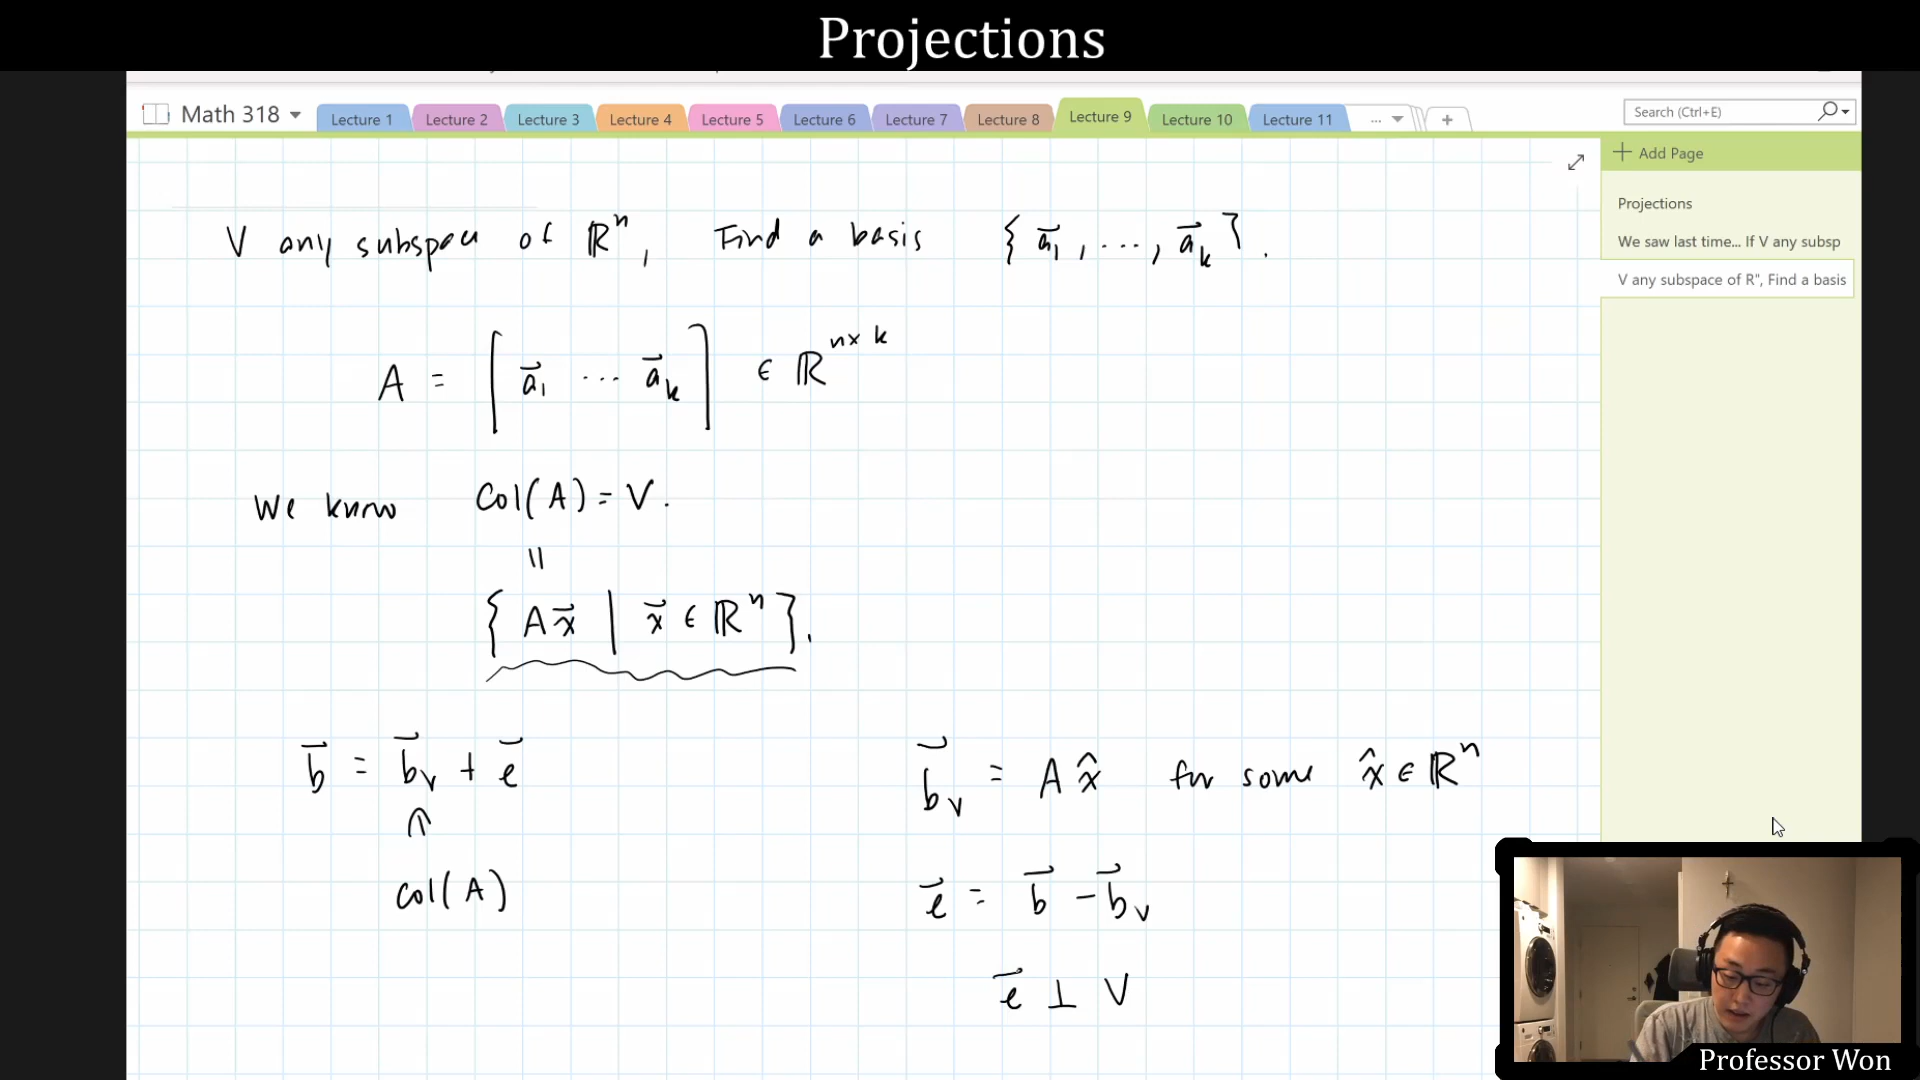 Projections
Math 318
Lecture 1 Lecture 2 Lecture 3 Lecture 4 Lecture 5 Lecture 6 Lecture 7 Lecture 8 Lecture 9 Lecture 10 Lecture 11 ... +
Search (Ctrl+E)
Add Page
Projections
We saw last time... If V any subsp
V any subspace of R", Find a basis
V any subspace of ℝⁿ, Find a basis {a⃗₁, ..., a⃗ₖ}.
A = [a⃗₁ ... a⃗ₖ] ∈ ℝⁿˣᵏ
We know Col(A) = V.
||
{Ax⃗ | x⃗ ∈ ℝⁿ}.
b⃗ = b⃗ᵥ + e⃗
∩
col(A)
b⃗ᵥ = A x̂ for some x̂ ∈ ℝⁿ
e⃗ = b⃗ - b⃗ᵥ
e⃗ ⊥ V
Professor Won